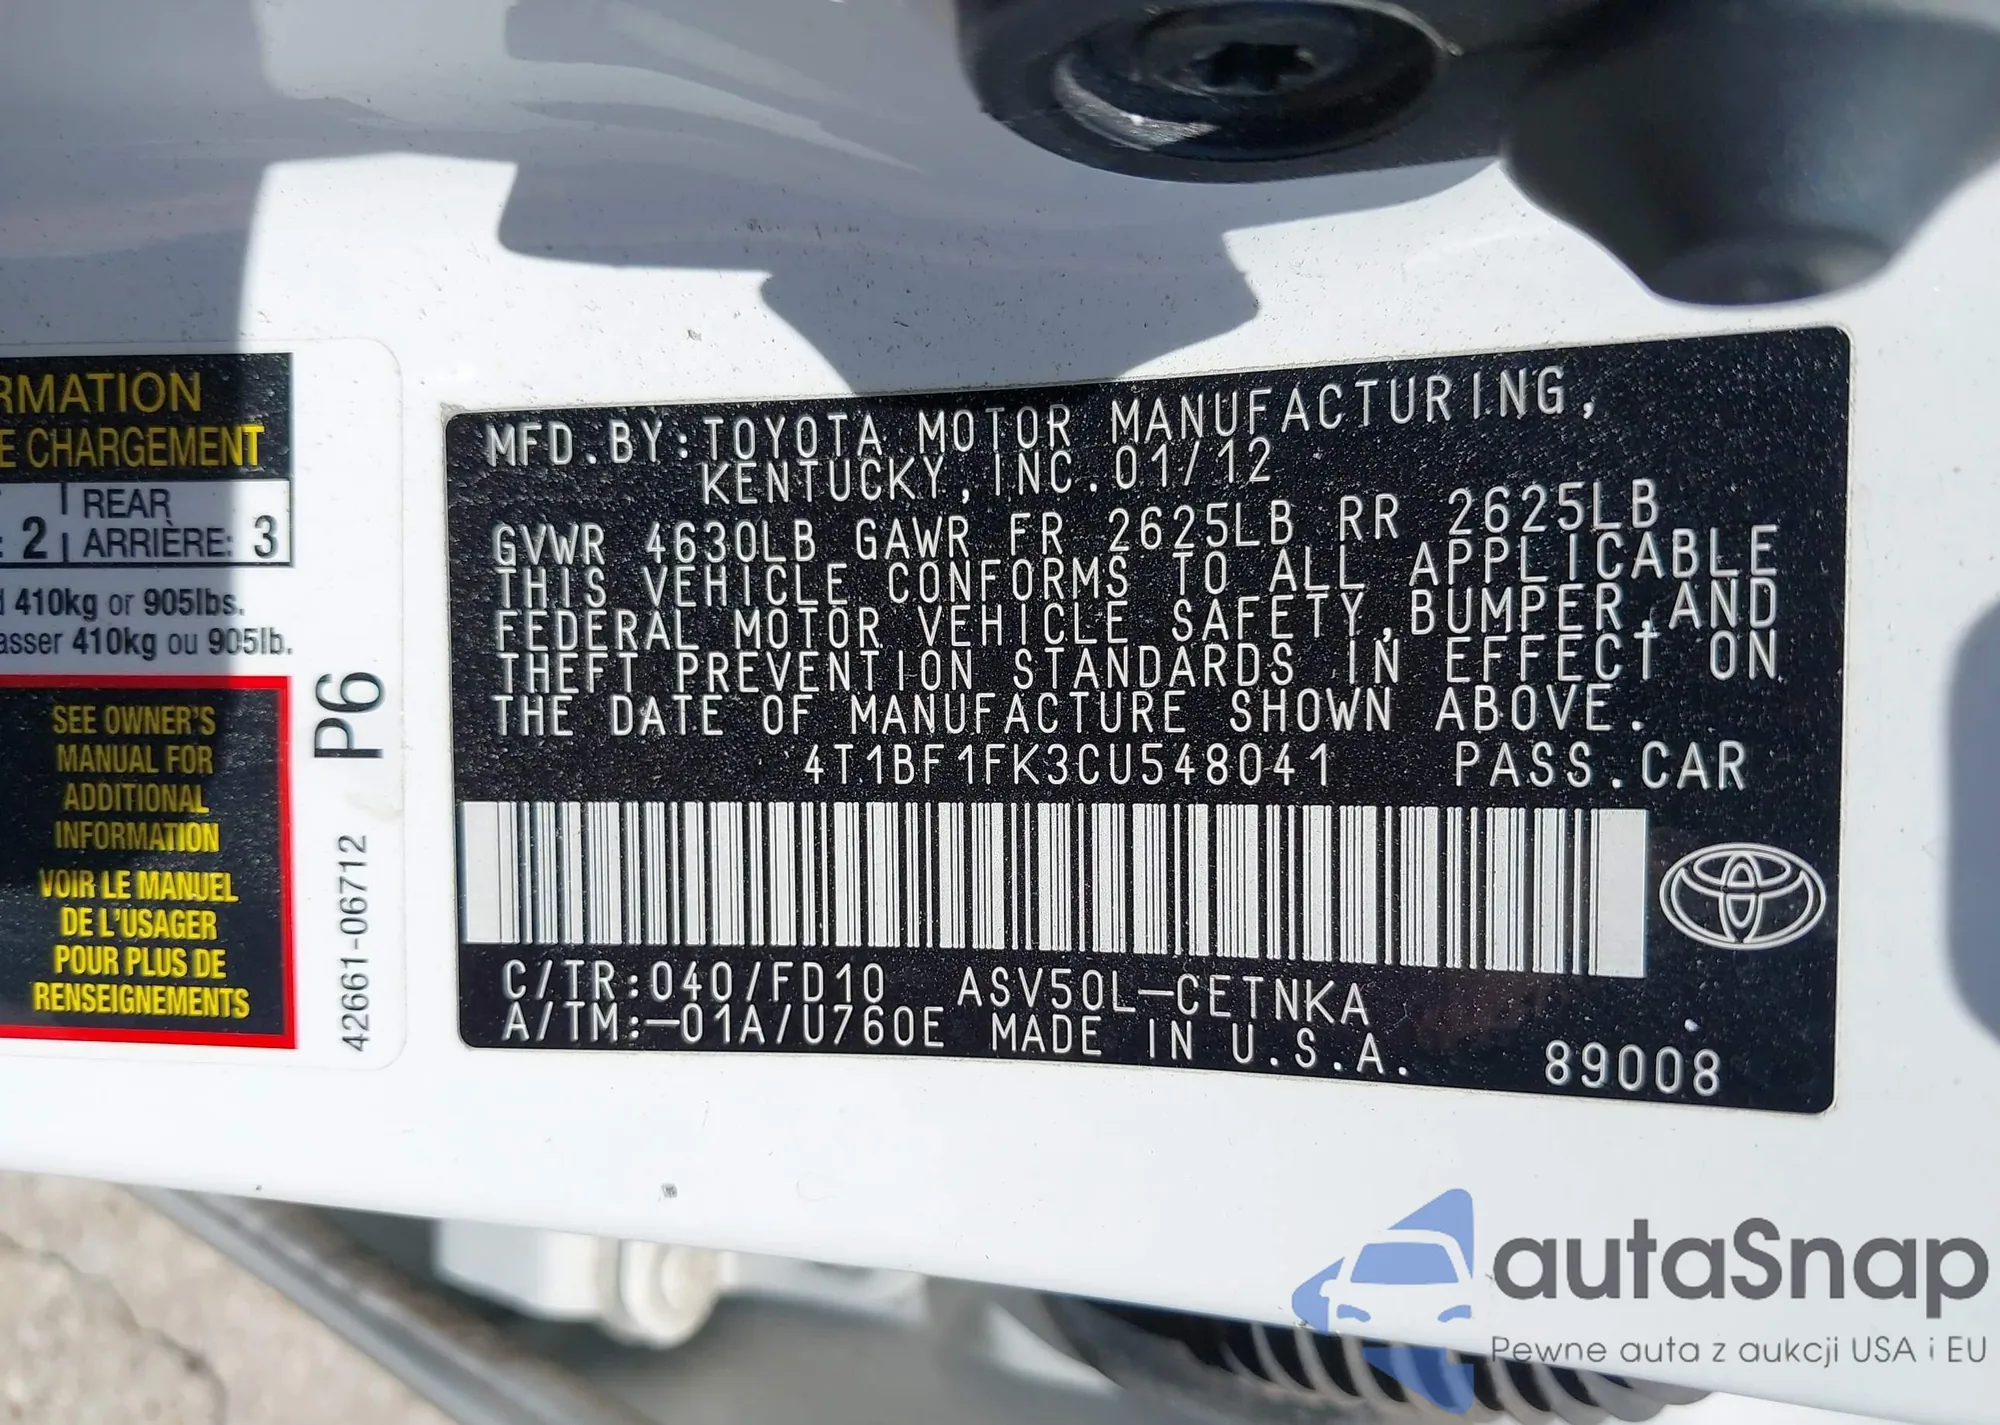 RMATION
E CHARGEMENT
2 REAR
ARRIÈRE: 3
410kg or 905lbs.
asser 410kg ou 905lb.
SEE OWNER'S
MANUAL FOR
ADDITIONAL
INFORMATION
VOIR LE MANUEL
DE L'USAGER
POUR PLUS DE
RENSEIGNEMENTS
P6
42661-06712
MFD.BY:TOYOTA MOTOR MANUFACTURING,
KENTUCKY,INC.01/12
GVWR 4630LB GAWR FR 2625LB RR 2625LB
THIS VEHICLE CONFORMS TO ALL APPLICABLE
FEDERAL MOTOR VEHICLE SAFETY,BUMPER,AND
THEFT PREVENTION STANDARDS IN EFFECT ON
THE DATE OF MANUFACTURE SHOWN ABOVE.
4T1BF1FK3CU548041 PASS.CAR
C/TR:040/FD10 ASV50L-CETNKA
A/TM:-01A/U760E MADE IN U.S.A. 89008
autaSnap
Pewne auta z aukcji USA i EU